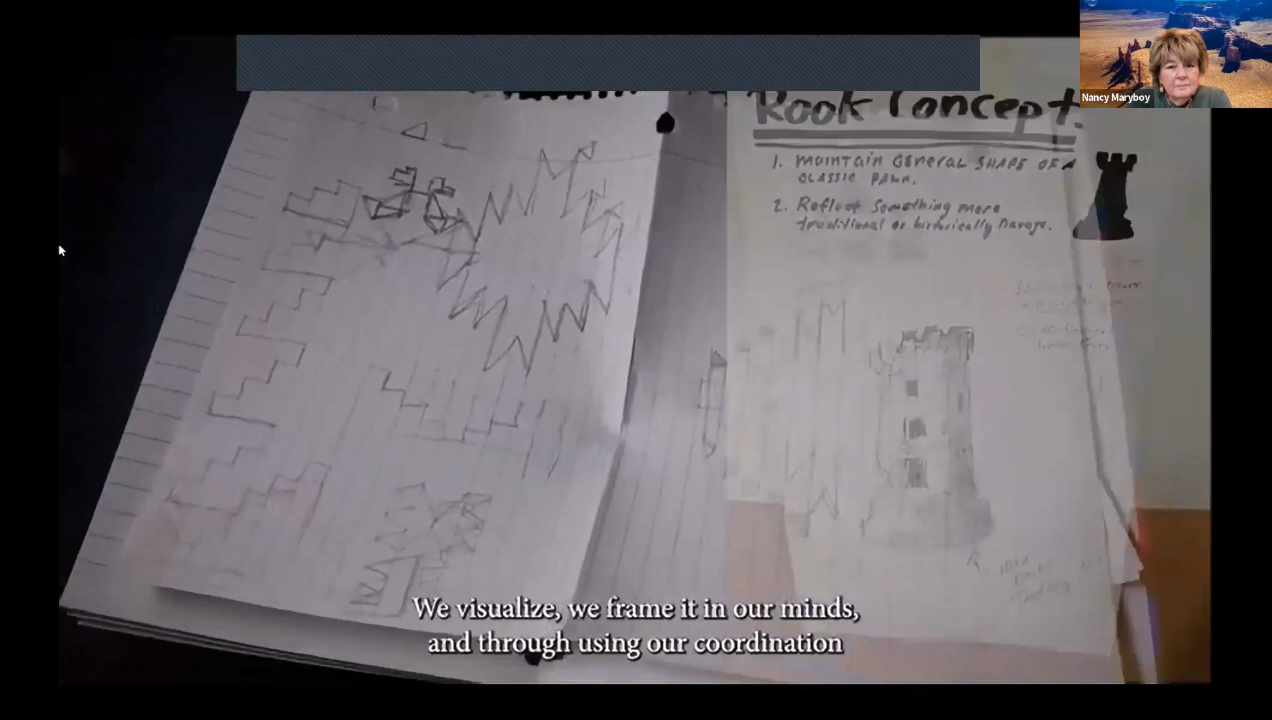 Nancy Maryboy
Rook Concept.
1. MAINTAIN GENERAL SHAPE OF A
CLASSIC PAWN.
2. Reflect Something more
traditional or historically Navajo.
We visualize, we frame it in our minds,
and through using our coordination